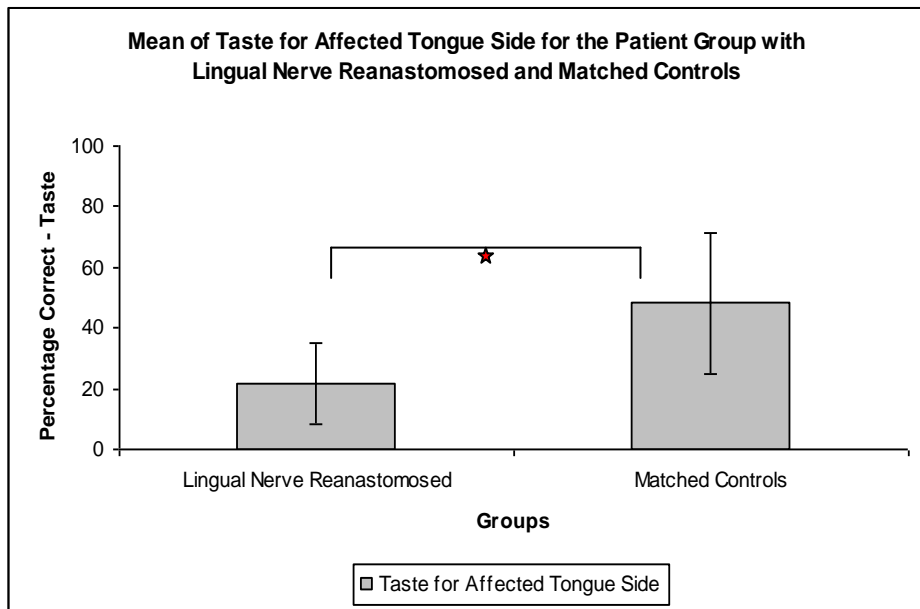 Mean of Taste for Affected Tongue Side for the Patient Group with
Lingual Nerve Reanastomosed and Matched Controls
Percentage Correct - Taste
100
80
60
40
20
0
Lingual Nerve Reanastomosed Matched Controls
Groups
Taste for Affected Tongue Side